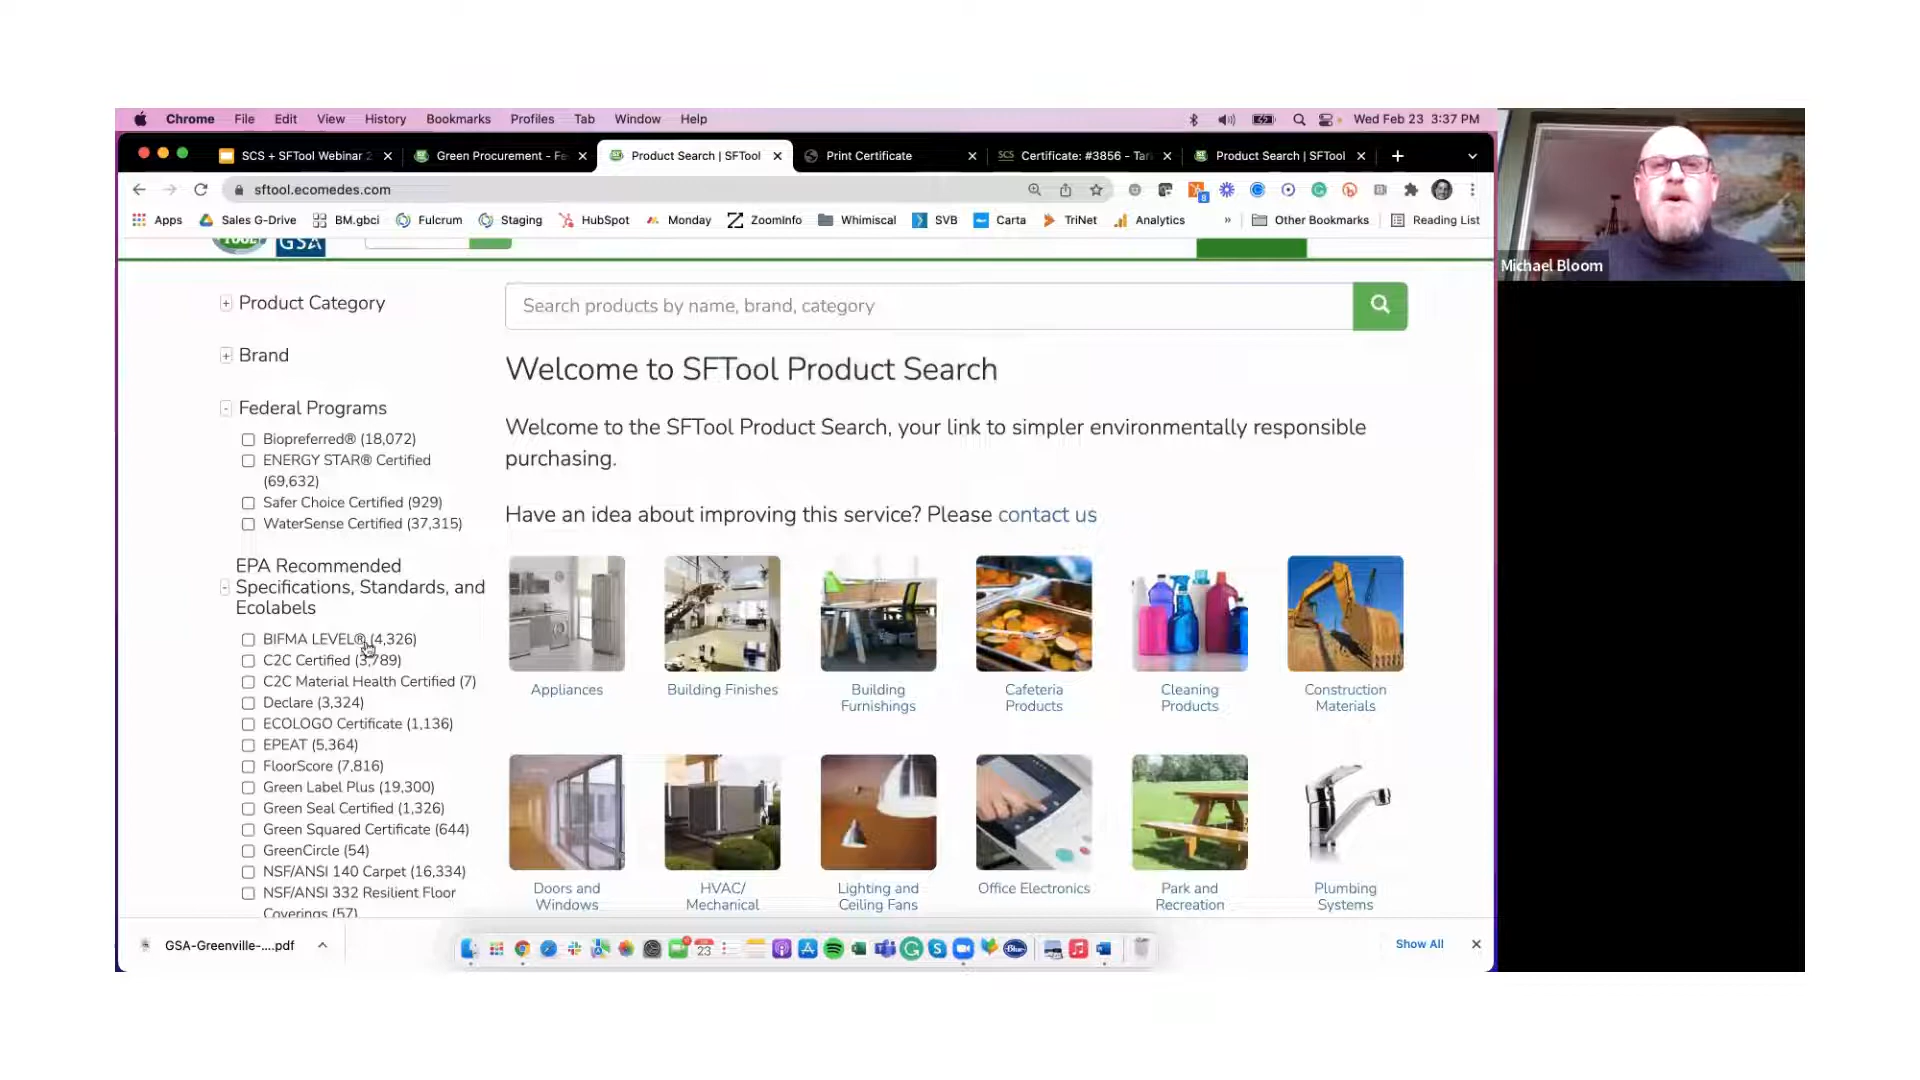 Chrome File Edit View History Bookmarks Profiles Tab Window Help
Wed Feb 23 3:37 PM
SCS + SFTool Webinar 2
Green Procurement - Fe
Product Search | SFTool
Print Certificate
SCS Certificate: #3856 - Tar
Product Search | SFTool
sftool.ecomedes.com
8
Apps Sales G-Drive BM.gbci Fulcrum Staging HubSpot Monday ZoomInfo Whimsical SVB Carta TriNet Analytics » Other Bookmarks Reading List
TOOL
GSA
Michael Bloom
Product Category
Brand
Federal Programs
Biopreferred® (18,072)
ENERGY STAR® Certified
(69,632)
Safer Choice Certified (929)
WaterSense Certified (37,315)
EPA Recommended
Specifications, Standards, and
Ecolabels
BIFMA LEVEL® (4,326)
C2C Certified (3,789)
C2C Material Health Certified (7)
Declare (3,324)
ECOLOGO Certificate (1,136)
EPEAT (5,364)
FloorScore (7,816)
Green Label Plus (19,300)
Green Seal Certified (1,326)
Green Squared Certificate (644)
GreenCircle (54)
NSF/ANSI 140 Carpet (16,334)
NSF/ANSI 332 Resilient Floor
Coverings (57)
Search products by name, brand, category
Welcome to SFTool Product Search
Welcome to the SFTool Product Search, your link to simpler environmentally responsible
purchasing.
Have an idea about improving this service? Please contact us
Appliances
Building Finishes
Building
Furnishings
Cafeteria
Products
Cleaning
Products
Construction
Materials
Doors and
Windows
HVAC/
Mechanical
Lighting and
Ceiling Fans
Office Electronics
Park and
Recreation
Plumbing
Systems
GSA-Greenville-....pdf
23
Show All